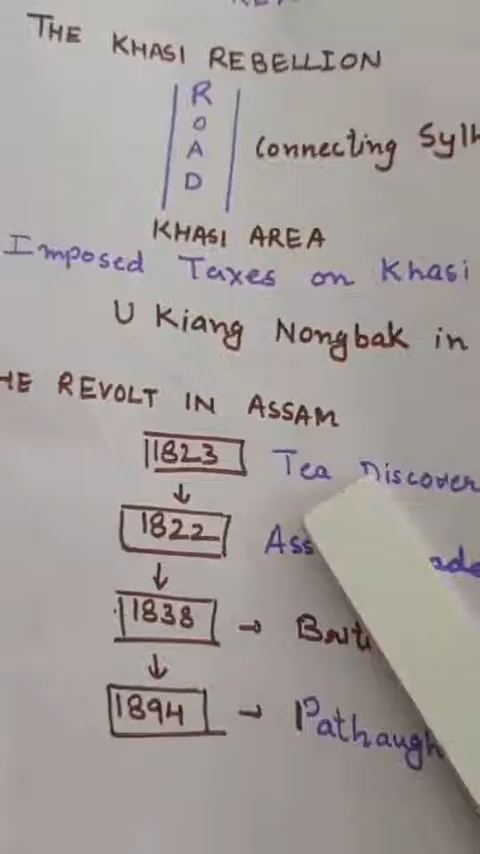 THE KHASI REBELLION
ROAD
Connecting
KHASI AREA
Imposed Taxes on Khasi
U Kiang Nongbak in
REVOLT IN ASSAM
1823 Tea
1822
1838
1894